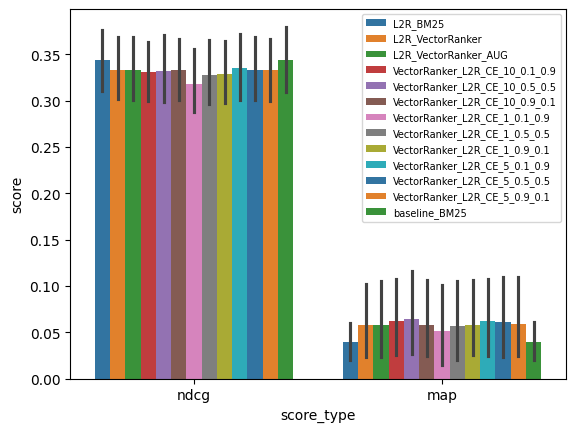 L2R_BM25
L2R_VectorRanker
L2R_VectorRanker_AUG
VectorRanker_L2R_CE_10_0.1_0.9
VectorRanker_L2R_CE_10_0.5_0.5
VectorRanker_L2R_CE_10_0.9_0.1
VectorRanker_L2R_CE_1_0.1_0.9
VectorRanker_L2R_CE_1_0.5_0.5
VectorRanker_L2R_CE_1_0.9_0.1
VectorRanker_L2R_CE_5_0.1_0.9
VectorRanker_L2R_CE_5_0.5_0.5
VectorRanker_L2R_CE_5_0.9_0.1
baseline_BM25
score
0.35
0.30
0.25
0.20
0.15
0.10
0.05
0.00
ndcg
map
score_type